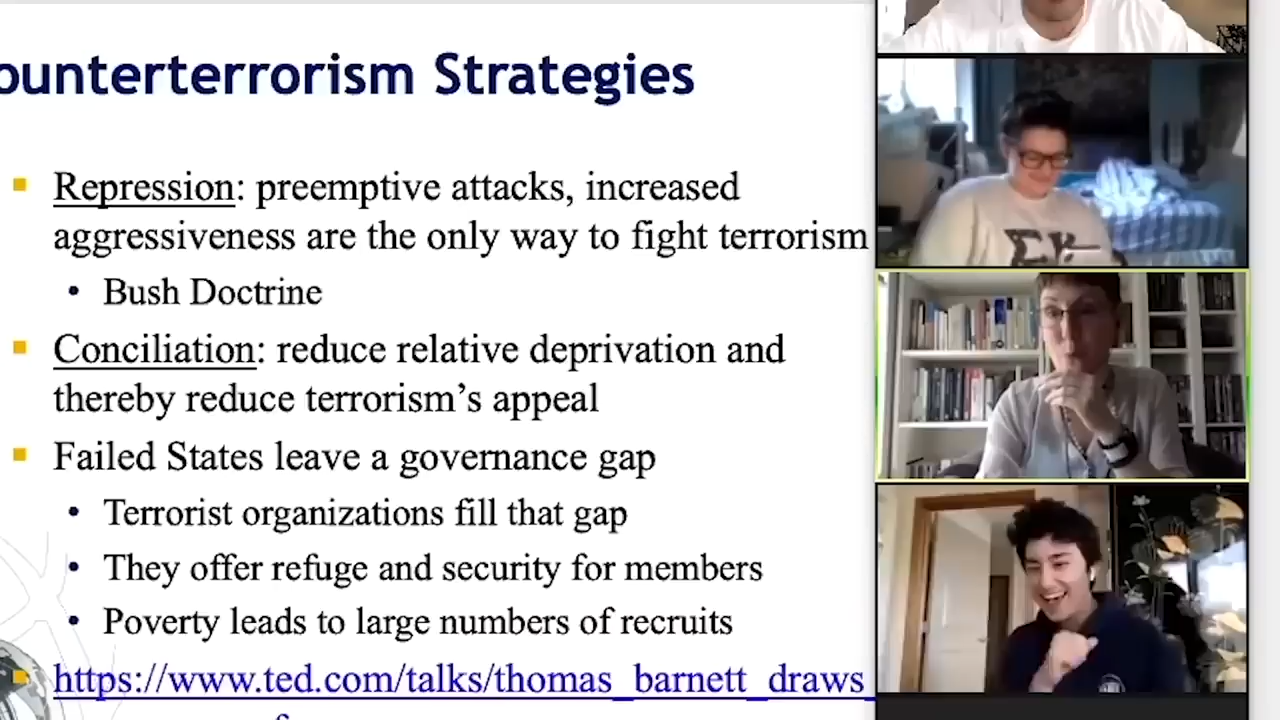 ounterterrorism Strategies
Repression: preemptive attacks, increased
aggressiveness are the only way to fight terrorism
Bush Doctrine
Conciliation: reduce relative deprivation and
thereby reduce terrorism’s appeal
Failed States leave a governance gap
Terrorist organizations fill that gap
They offer refuge and security for members
Poverty leads to large numbers of recruits
https://www.ted.com/talks/thomas_barnett_draws_